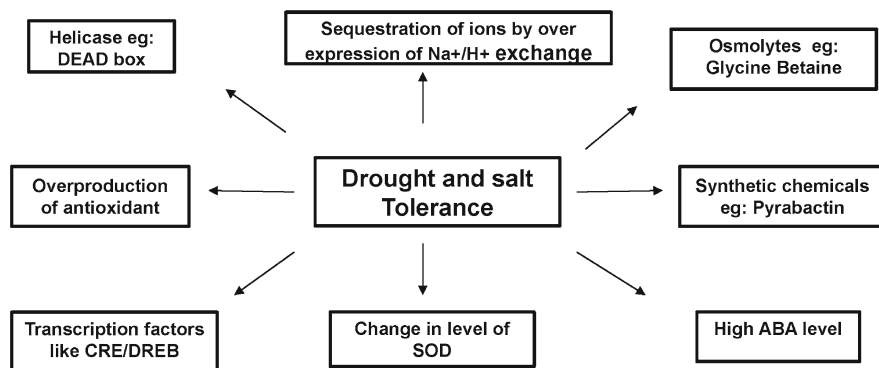 Helicase eg:
DEAD box
Sequestration of ions by over
expression of Na+/H+ exchange
Osmolytes eg:
Glycine Betaine
Overproduction
of antioxidant
Drought and salt
Tolerance
Synthetic chemicals
eg: Pyrabactin
Transcription factors
like CRE/DREB
Change in level of
SOD
High ABA level